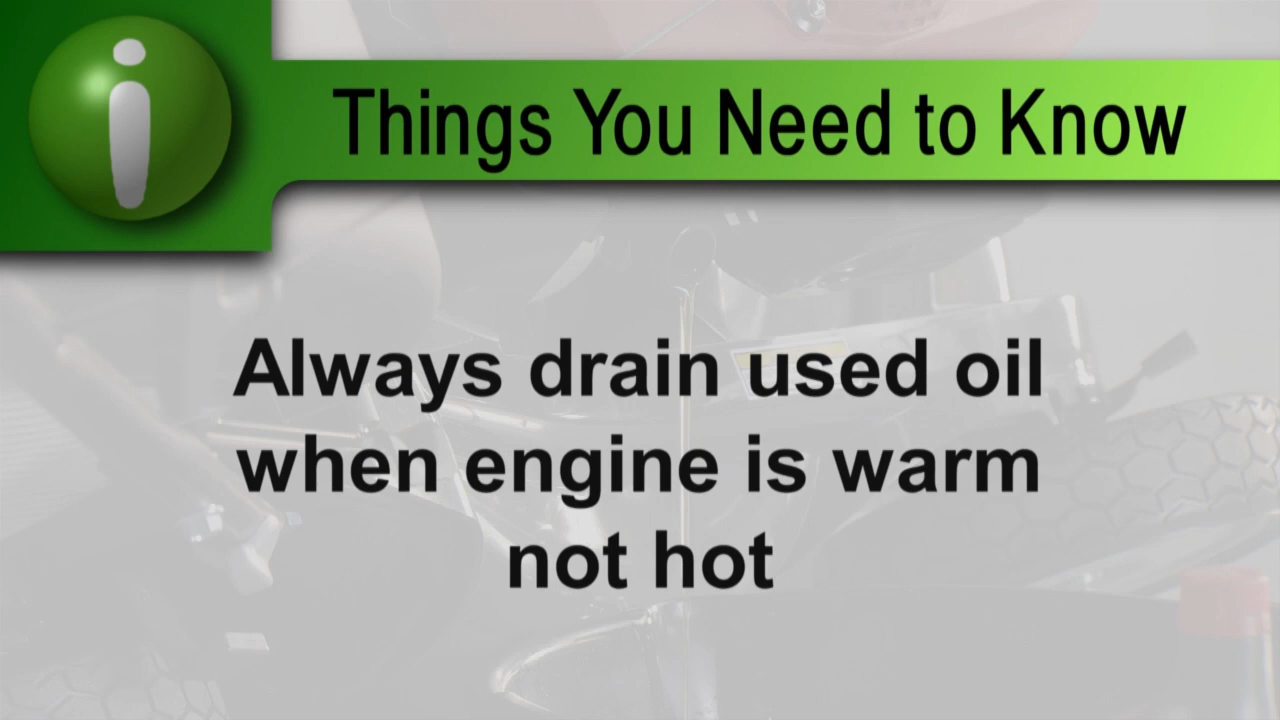 i
Things You Need to Know
Always drain used oil
when engine is warm
not hot